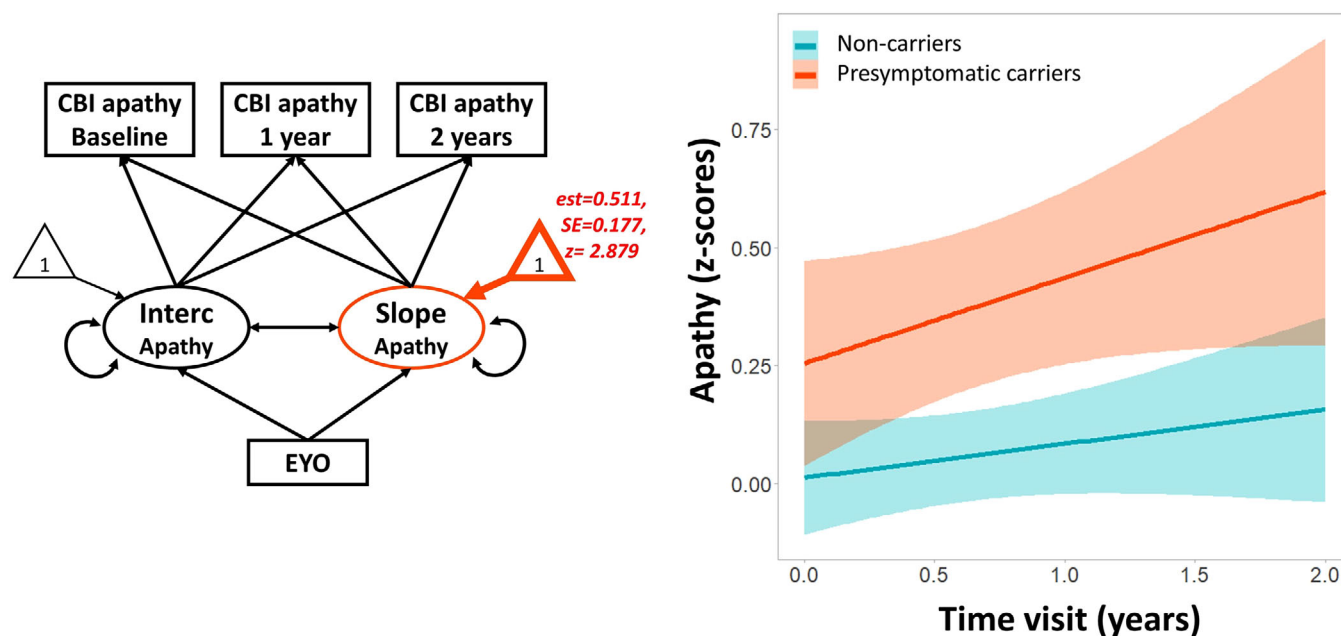 CBI apathy
Baseline
CBI apathy
1 year
CBI apathy
2 years
est=0.511,
SE=0.177,
z= 2.879
1
1
Interc
Apathy
Slope
Apathy
EYO
Non-carriers
Presymptomatic carriers
Apathy (z-scores)
0.75
0.50
0.25
0.00
0.0 0.5 1.0 1.5 2.0
Time visit (years)